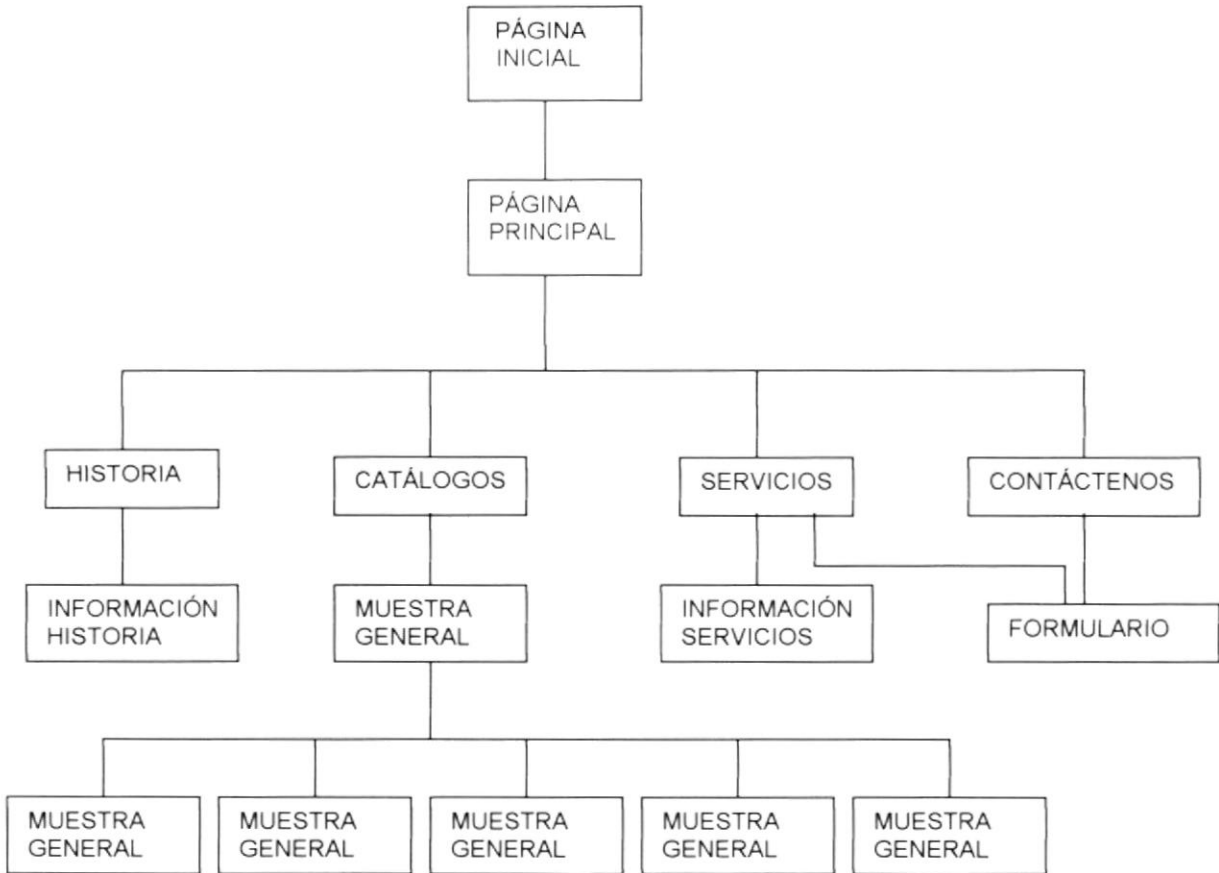 PÁGINA
INICIAL
PÁGINA
PRINCIPAL
HISTORIA
CATÁLOGOS
SERVICIOS
CONTÁCTENOS
INFORMACIÓN
HISTORIA
MUESTRA
GENERAL
INFORMACIÓN
SERVICIOS
FORMULARIO
MUESTRA
GENERAL
MUESTRA
GENERAL
MUESTRA
GENERAL
MUESTRA
GENERAL
MUESTRA
GENERAL